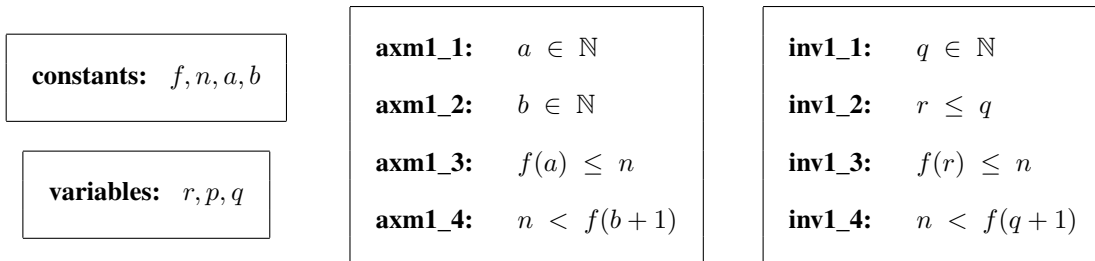 constants: f, n, a, b
variables: r, p, q
axm1_1: a ∈ ℕ
axm1_2: b ∈ ℕ
axm1_3: f(a) ≤ n
axm1_4: n < f(b + 1)
inv1_1: q ∈ ℕ
inv1_2: r ≤ q
inv1_3: f(r) ≤ n
inv1_4: n < f(q + 1)